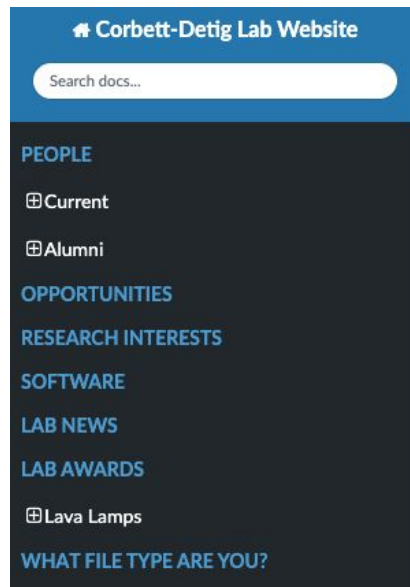 Corbett-Detig Lab Website
Search docs...
PEOPLE
Current
Alumni
OPPORTUNITIES
RESEARCH INTERESTS
SOFTWARE
LAB NEWS
LAB AWARDS
Lava Lamps
WHAT FILE TYPE ARE YOU?